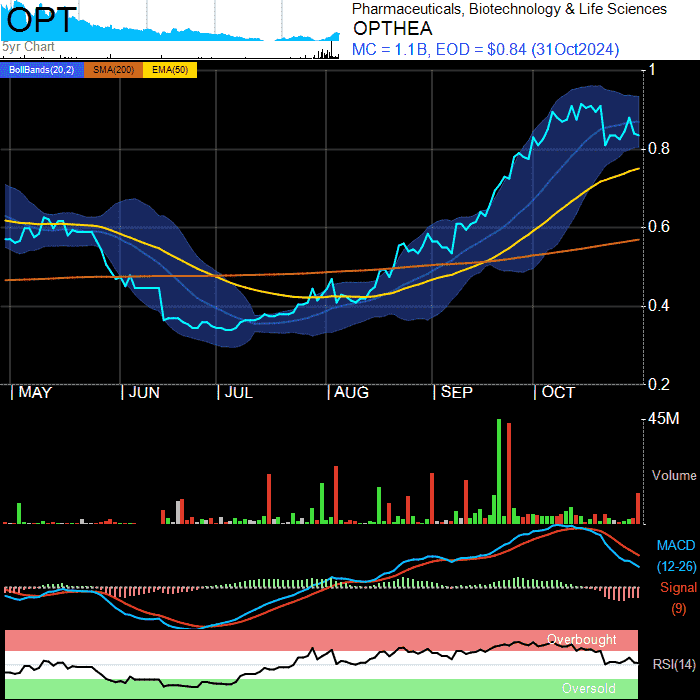 OPT
5yr Chart
Pharmaceuticals, Biotechnology & Life Sciences
OPTHEA
MC = 1.1B, EOD = $0.84 (31Oct2024)
BollBands(20,2) SMA(200) EMA(50)
1
0.8
0.6
0.4
0.2
MAY JUN JUL AUG SEP OCT
45M
Volume
MACD
(12-26)
Signal
(9)
Overbought
RSI(14)
Oversold